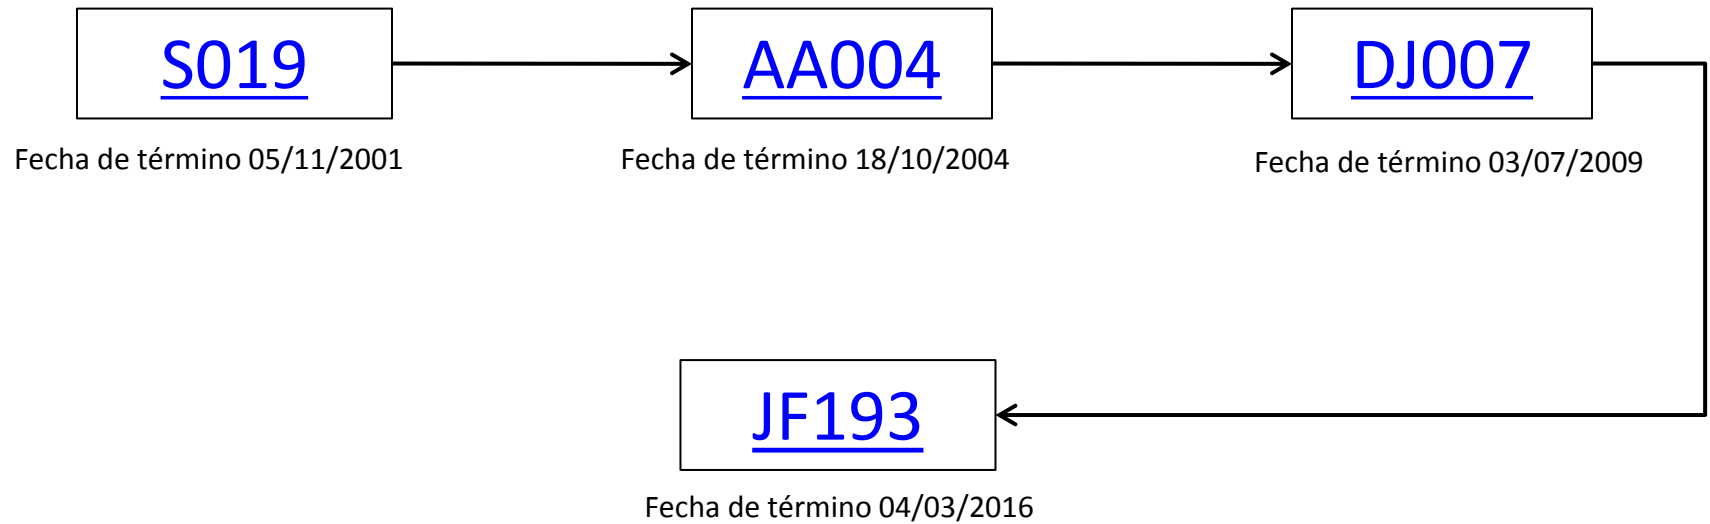 S019
AA004
DJ007
Fecha de término 05/11/2001
Fecha de término 18/10/2004
Fecha de término 03/07/2009
JF193
Fecha de término 04/03/2016